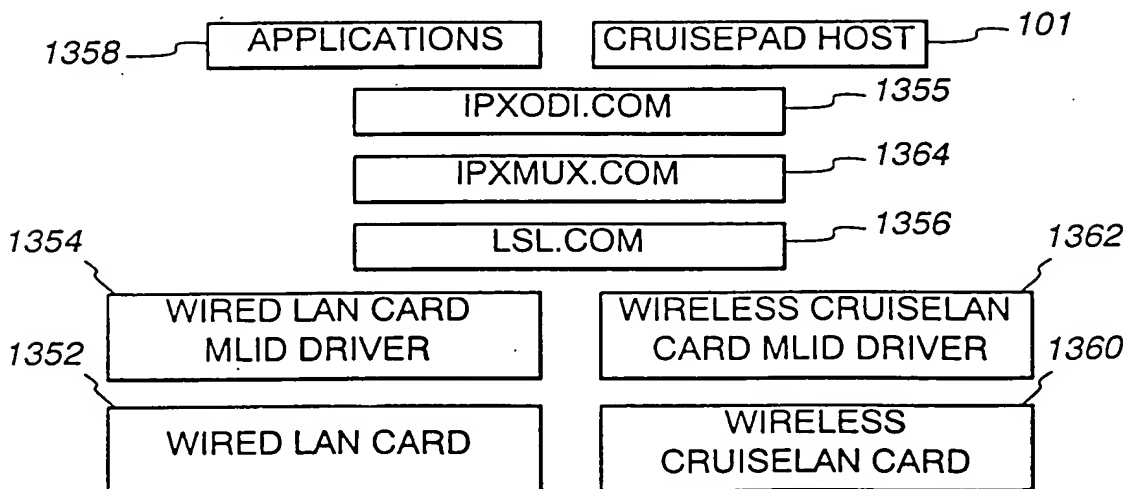 1358 APPLICATIONS CRUISEPAD HOST 101
IPXODI.COM 1355
IPXMUX.COM 1364
LSL.COM 1356
1354 1362
WIRED LAN CARD
MLID DRIVER
WIRELESS CRUISELAN
CARD MLID DRIVER
1352 1360
WIRED LAN CARD
WIRELESS
CRUISELAN CARD